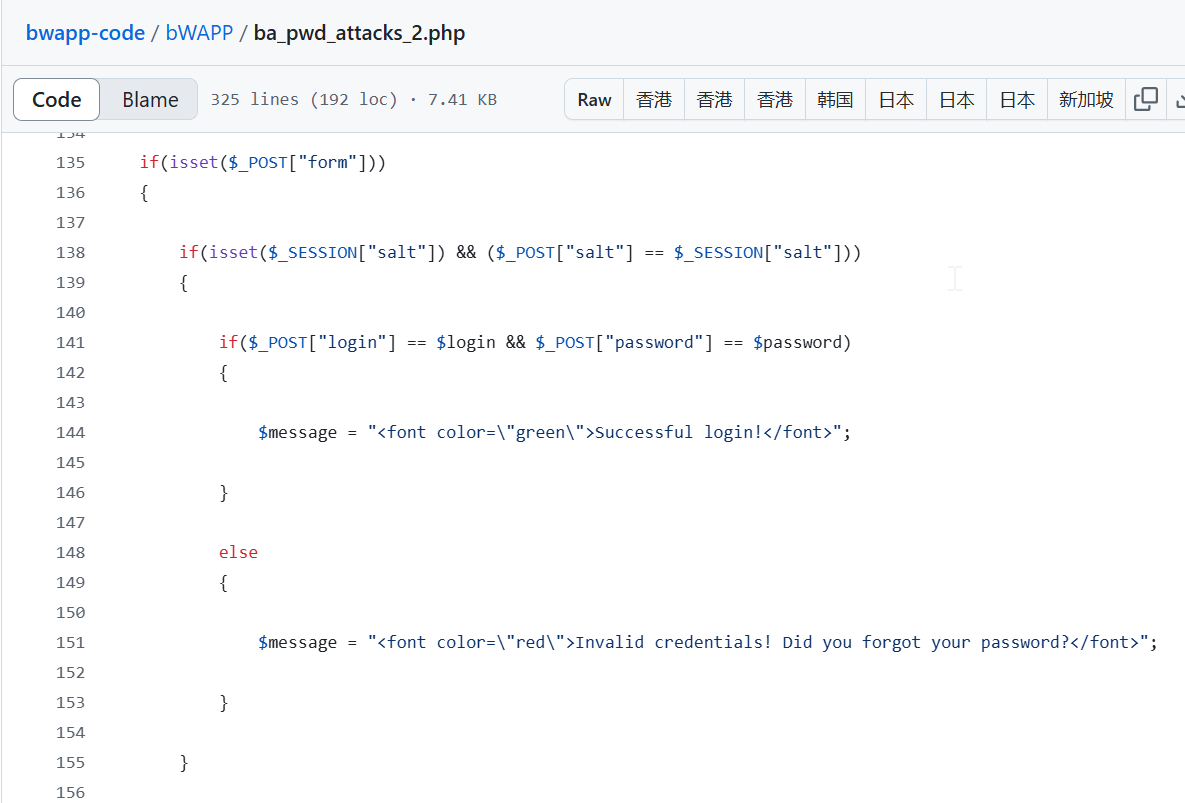 bwapp-code / bWAPP / ba_pwd_attacks_2.php
Code Blame 325 lines (192 loc) · 7.41 KB Raw 香港 香港 香港 韩国 日本 日本 日本 新加坡
134
135 if(isset($_POST["form"]))
136 {
137
138 if(isset($_SESSION["salt"]) && ($_POST["salt"] == $_SESSION["salt"]))
139 {
140
141 if($_POST["login"] == $login && $_POST["password"] == $password)
142 {
143
144 $message = "<font color=\"green\">Successful login!</font>";
145
146 }
147
148 else
149 {
150
151 $message = "<font color=\"red\">Invalid credentials! Did you forgot your password?</font>";
152
153 }
154
155 }
156